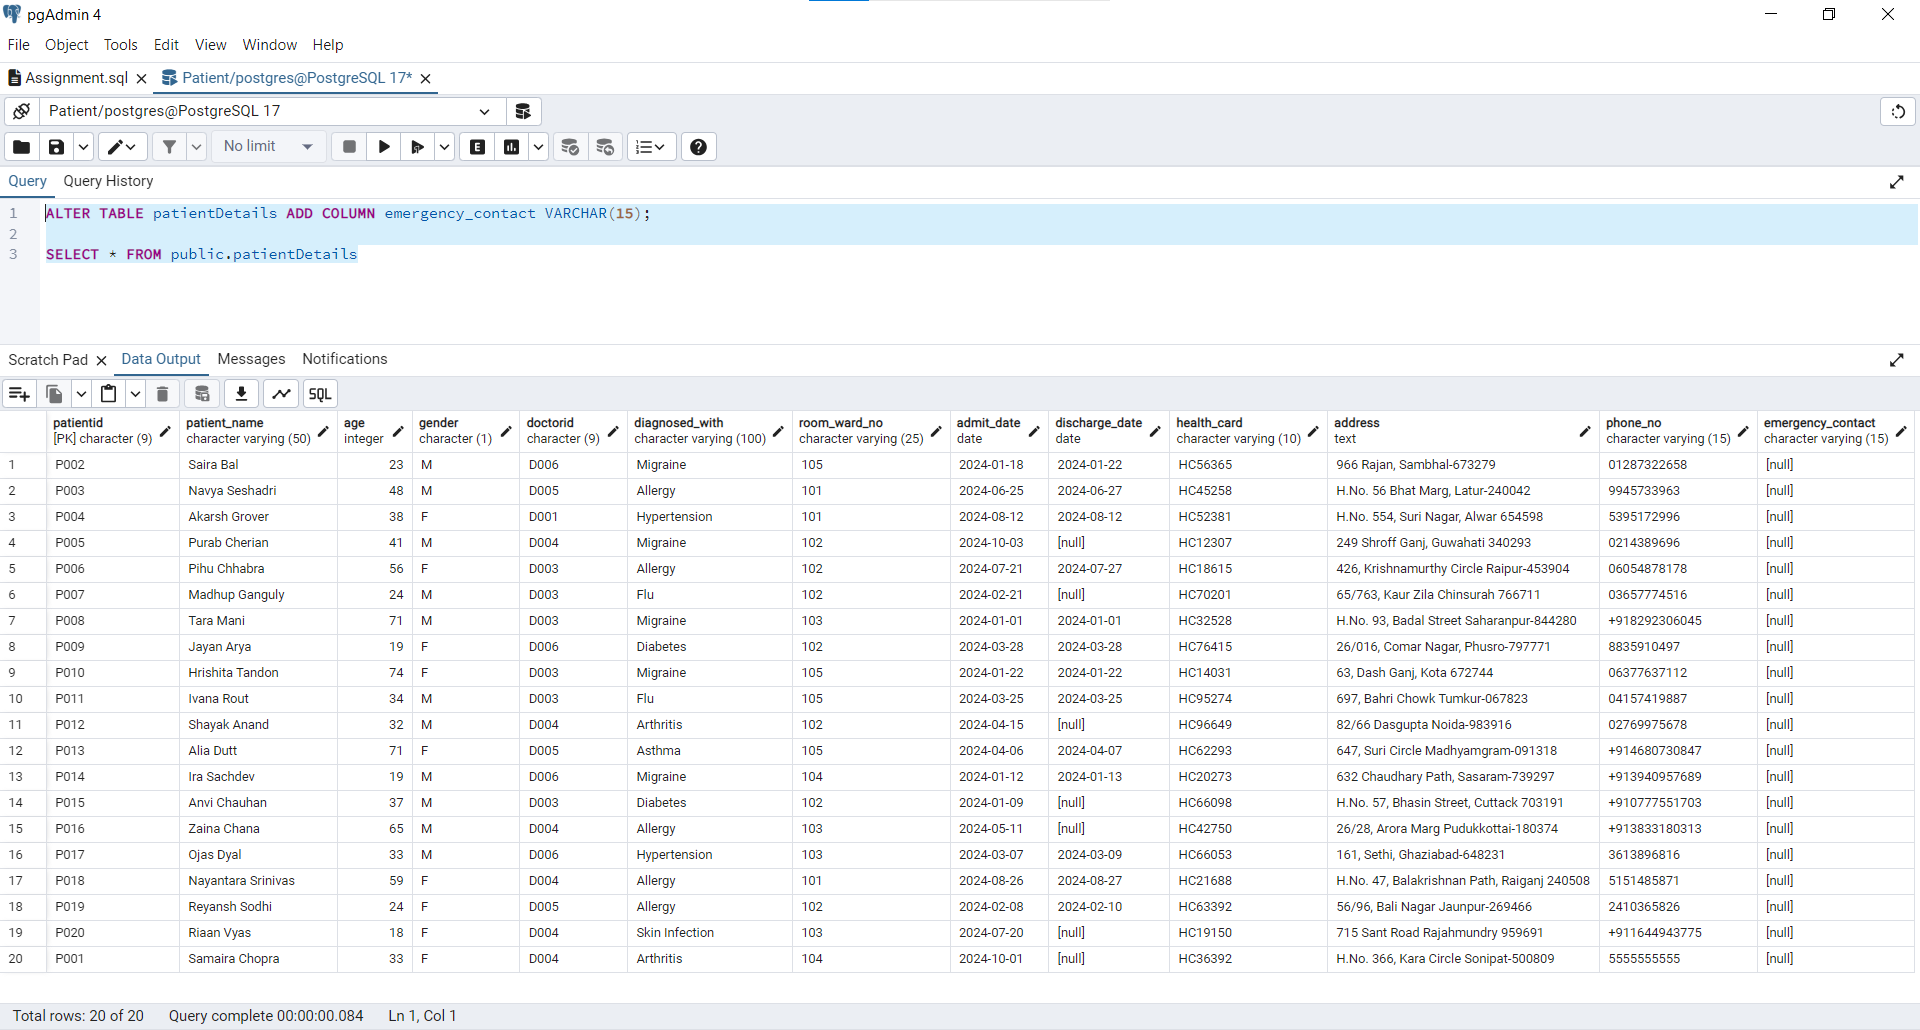 pgAdmin 4
File Object Tools Edit View Window Help
Assignment.sql Patient/postgres@PostgreSQL 17*
Patient/postgres@PostgreSQL 17
No limit E
Query Query History
1 ALTER TABLE patientDetails ADD COLUMN emergency_contact VARCHAR(15);
2
3 SELECT * FROM public.patientDetails
Scratch Pad Data Output Messages Notifications
SQL
patientid patient_name age gender doctorid diagnosed_with room_ward_no admit_date discharge_date health_card address phone_no emergency_contact
[PK] character (9) character varying (50) integer character (1) character (9) character varying (100) character varying (25) date date character varying (10) text character varying (15) character varying (15)
1 P002 Saira Bal 23 M D006 Migraine 105 2024-01-18 2024-01-22 HC56365 966 Rajan, Sambhal-673279 01287322658 [null]
2 P003 Navya Seshadri 48 M D005 Allergy 101 2024-06-25 2024-06-27 HC45258 H.No. 56 Bhat Marg, Latur-240042 9945733963 [null]
3 P004 Akarsh Grover 38 F D001 Hypertension 101 2024-08-12 2024-08-12 HC52381 H.No. 554, Suri Nagar, Alwar 654598 5395172996 [null]
4 P005 Purab Cherian 41 M D004 Migraine 102 2024-10-03 [null] HC12307 249 Shroff Ganj, Guwahati 340293 0214389696 [null]
5 P006 Pihu Chhabra 56 F D003 Allergy 102 2024-07-21 2024-07-27 HC18615 426, Krishnamurthy Circle Raipur-453904 06054878178 [null]
6 P007 Madhup Ganguly 24 M D003 Flu 102 2024-02-21 [null] HC70201 65/763, Kaur Zila Chinsurah 766711 03657774516 [null]
7 P008 Tara Mani 71 M D003 Migraine 103 2024-01-01 2024-01-01 HC32528 H.No. 93, Badal Street Saharanpur-844280 +918292306045 [null]
8 P009 Jayan Arya 19 F D006 Diabetes 102 2024-03-28 2024-03-28 HC76415 26/016, Comar Nagar, Phusro-797771 8835910497 [null]
9 P010 Hrishita Tandon 74 F D003 Migraine 105 2024-01-22 2024-01-22 HC14031 63, Dash Ganj, Kota 672744 06377637112 [null]
10 P011 Ivana Rout 34 M D003 Flu 105 2024-03-25 2024-03-25 HC95274 697, Bahri Chowk Tumkur-067823 04157419887 [null]
11 P012 Shayak Anand 32 M D004 Arthritis 102 2024-04-15 [null] HC96649 82/66 Dasgupta Noida-983916 02769975678 [null]
12 P013 Alia Dutt 71 F D005 Asthma 105 2024-04-06 2024-04-07 HC62293 647, Suri Circle Madhyamgram-091318 +914680730847 [null]
13 P014 Ira Sachdev 19 M D006 Migraine 104 2024-01-12 2024-01-13 HC20273 632 Chaudhary Path, Sasaram-739297 +913940957689 [null]
14 P015 Anvi Chauhan 37 M D003 Diabetes 102 2024-01-09 [null] HC66098 H.No. 57, Bhasin Street, Cuttack 703191 +910777551703 [null]
15 P016 Zaina Chana 65 M D004 Allergy 103 2024-05-11 [null] HC42750 26/28, Arora Marg Pudukkottai-180374 +913833180313 [null]
16 P017 Ojas Dyal 33 M D006 Hypertension 103 2024-03-07 2024-03-09 HC66053 161, Sethi, Ghaziabad-648231 3613896816 [null]
17 P018 Nayantara Srinivas 59 F D004 Allergy 101 2024-08-26 2024-08-27 HC21688 H.No. 47, Balakrishnan Path, Raiganj 240508 5151485871 [null]
18 P019 Reyansh Sodhi 24 F D005 Allergy 102 2024-02-08 2024-02-10 HC63392 56/96, Bali Nagar Jaunpur-269466 2410365826 [null]
19 P020 Riaan Vyas 18 F D004 Skin Infection 103 2024-07-20 [null] HC19150 715 Sant Road Rajahmundry 959691 +911644943775 [null]
20 P001 Samaira Chopra 33 F D004 Arthritis 104 2024-10-01 [null] HC36392 H.No. 366, Kara Circle Sonipat-500809 5555555555 [null]
Total rows: 20 of 20 Query complete 00:00:00.084 Ln 1, Col 1